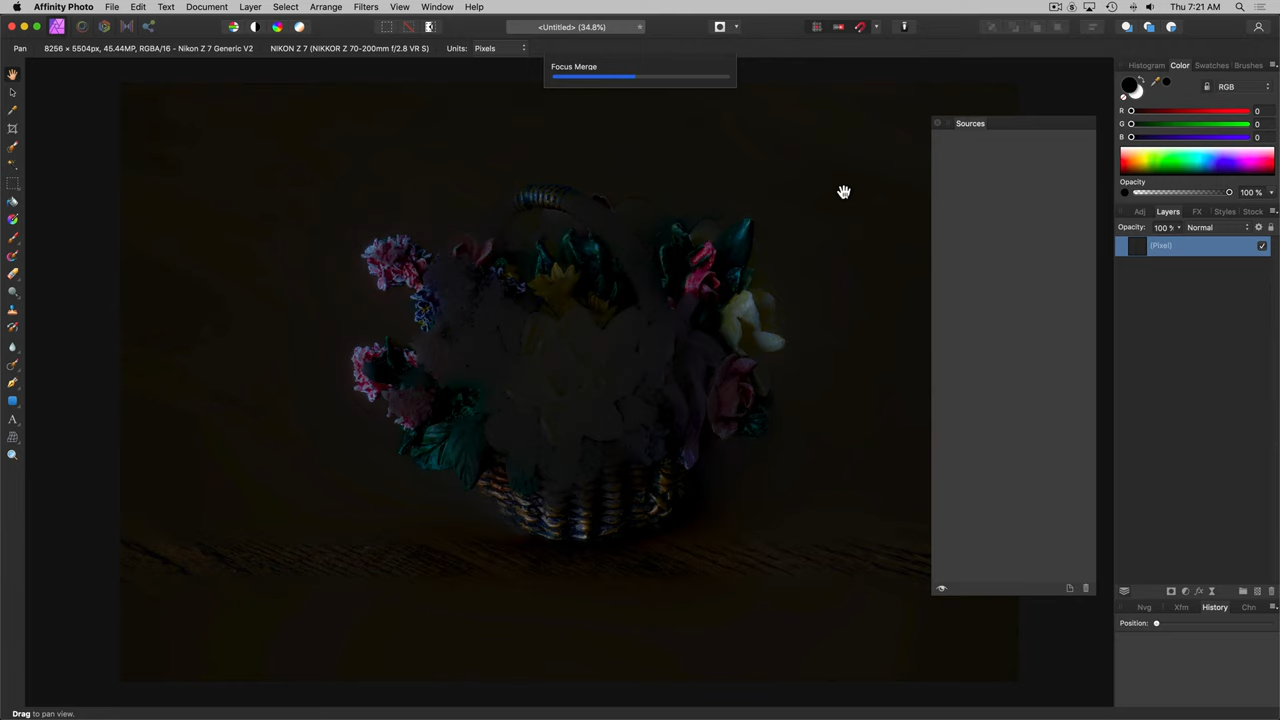 Affinity Photo File Edit Text Document Layer Select Arrange Filters View Window Help Thu 7:21 AM
<Untitled> (34.8%)
Pan 8256 × 5504px, 45.44MP, RGBA/16 - Nikon Z 7 Generic V2 NIKON Z 7 (NIKKOR Z 70-200mm f/2.8 VR S) Units: Pixels
Focus Merge
Histogram Color Swatches Brushes
RGB
R 0
G 0
B 0
Sources
Opacity
100 %
Adj Layers FX Styles Stock
Opacity: 100 % Normal
(Pixel)
A
Nvg Xfm History Chn
Position:
Drag to pan view.